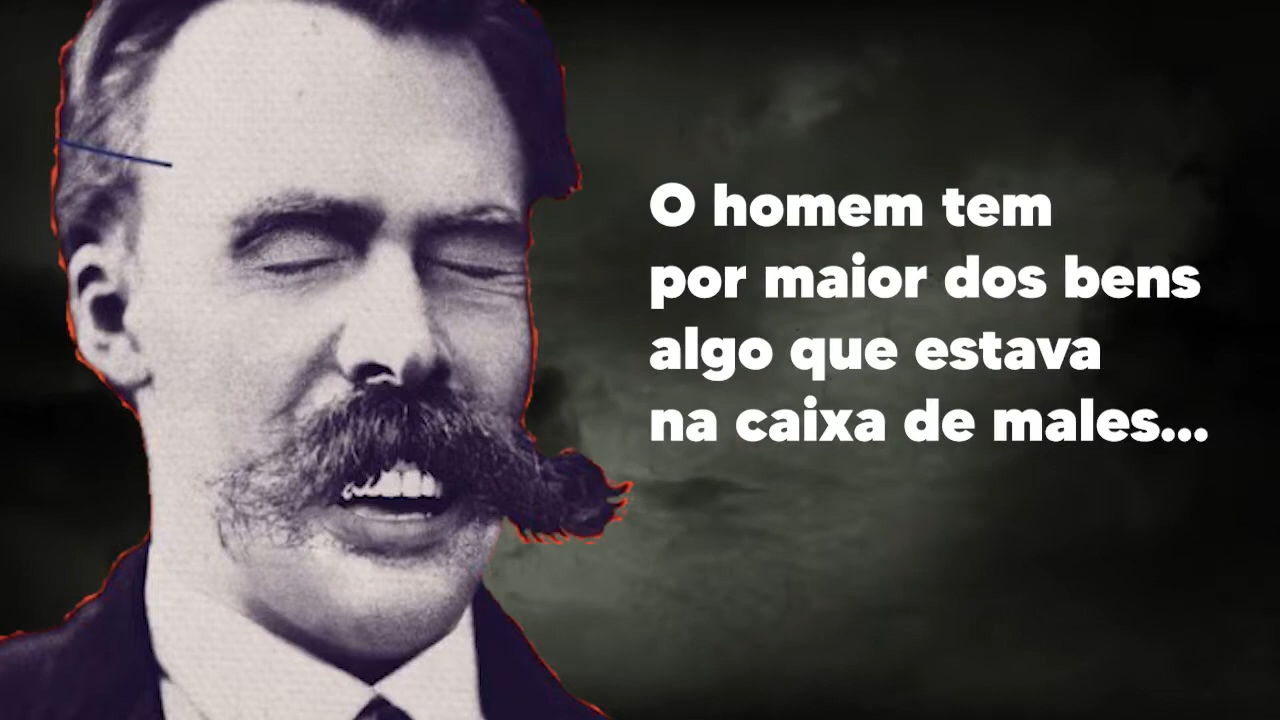 O homem tem
por maior dos bens
algo que estava
na caixa de males...